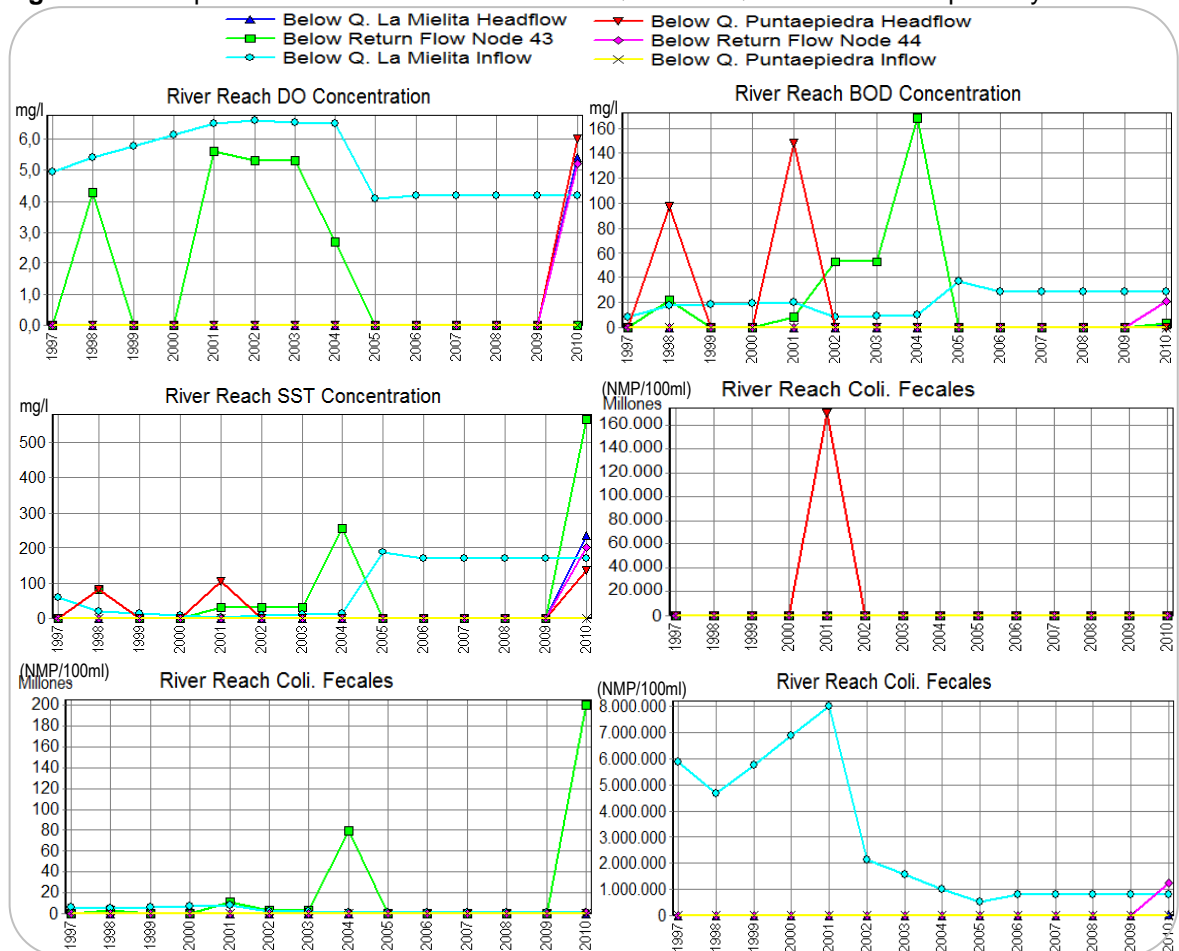 Below Q. La Mielita Headflow
Below Q. Puntaepiedra Headflow
Below Return Flow Node 43
Below Return Flow Node 44
Below Q. La Mielita Inflow
Below Q. Puntaepiedra Inflow
River Reach DO Concentration
mg/l
6,0
5,0
4,0
3,0
2,0
1,0
0,0
1997 1998 1999 2000 2001 2002 2003 2004 2005 2006 2007 2008 2009 2010
River Reach BOD Concentration
mg/l
160
140
120
100
80
60
40
20
0
1997 1998 1999 2000 2001 2002 2003 2004 2005 2006 2007 2008 2009 2010
River Reach SST Concentration
mg/l
500
400
300
200
100
0
1997 1998 1999 2000 2001 2002 2003 2004 2005 2006 2007 2008 2009 2010
River Reach Coli. Fecales
(NMP/100ml)
Millones
160.000
140.000
120.000
100.000
80.000
60.000
40.000
20.000
0
1997 1998 1999 2000 2001 2002 2003 2004 2005 2006 2007 2008 2009 2010
River Reach Coli. Fecales
(NMP/100ml)
Millones
200
180
160
140
120
100
80
60
40
20
0
1997 1998 1999 2000 2001 2002 2003 2004 2005 2006 2007 2008 2009 2010
River Reach Coli. Fecales
(NMP/100ml)
8.000.000
7.000.000
6.000.000
5.000.000
4.000.000
3.000.000
2.000.000
1.000.000
0
1997 1998 1999 2000 2001 2002 2003 2004 2005 2006 2007 2008 2009 2010